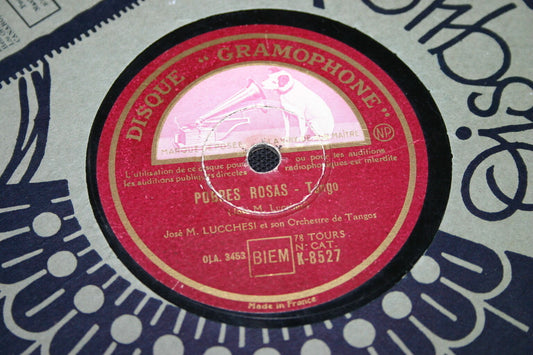 DISQUE "GRAMOPHONE"
MARQUE DÉPOSÉE
MAITRE
NP
L'utilisation de ce disque pour ou pour les auditions
les auditions publiques directes radiophoniques est interdite
POBRES ROSAS - Tango
José M. LUCCHESI et son Orchestre de Tangos
OLA. 3453
BIEM
78 TOURS
N° CAT.
K-8527
Made in France